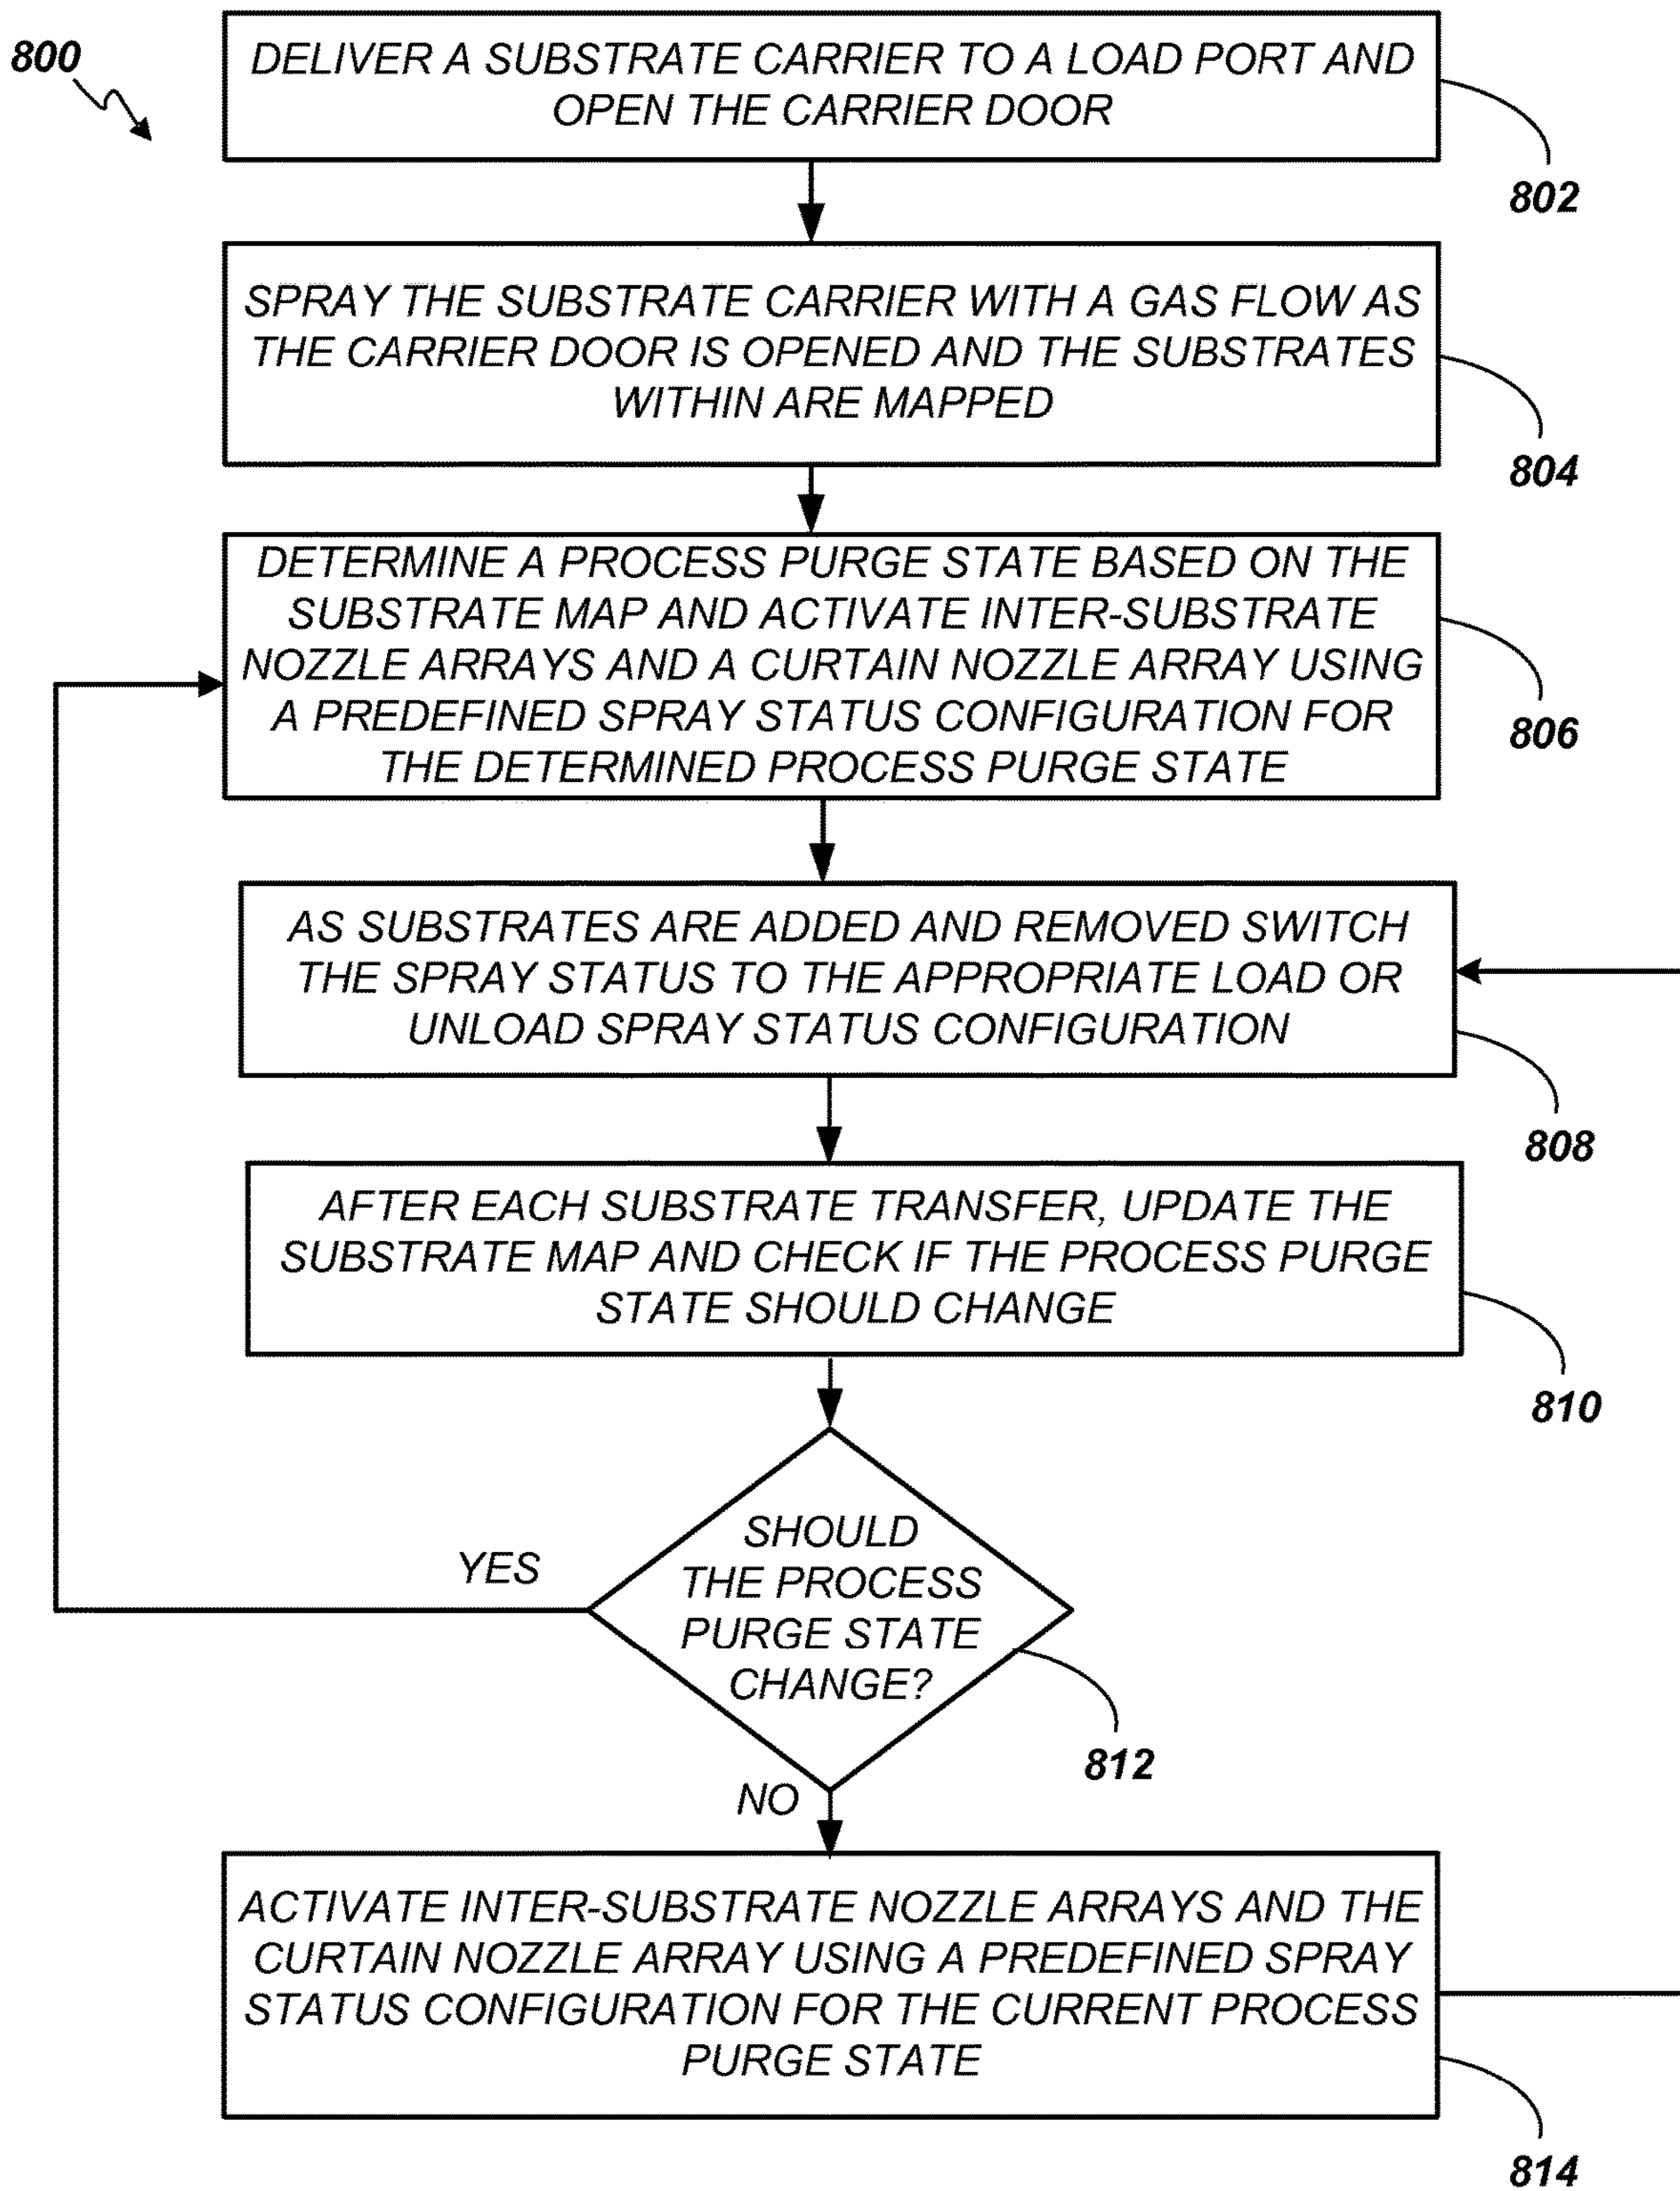 800
DELIVER A SUBSTRATE CARRIER TO A LOAD PORT AND
OPEN THE CARRIER DOOR
802
SPRAY THE SUBSTRATE CARRIER WITH A GAS FLOW AS
THE CARRIER DOOR IS OPENED AND THE SUBSTRATES
WITHIN ARE MAPPED
804
DETERMINE A PROCESS PURGE STATE BASED ON THE
SUBSTRATE MAP AND ACTIVATE INTER-SUBSTRATE
NOZZLE ARRAYS AND A CURTAIN NOZZLE ARRAY USING
A PREDEFINED SPRAY STATUS CONFIGURATION FOR
THE DETERMINED PROCESS PURGE STATE
806
AS SUBSTRATES ARE ADDED AND REMOVED SWITCH
THE SPRAY STATUS TO THE APPROPRIATE LOAD OR
UNLOAD SPRAY STATUS CONFIGURATION
808
AFTER EACH SUBSTRATE TRANSFER, UPDATE THE
SUBSTRATE MAP AND CHECK IF THE PROCESS PURGE
STATE SHOULD CHANGE
810
SHOULD
THE PROCESS
PURGE STATE
CHANGE?
YES
812
NO
ACTIVATE INTER-SUBSTRATE NOZZLE ARRAYS AND THE
CURTAIN NOZZLE ARRAY USING A PREDEFINED SPRAY
STATUS CONFIGURATION FOR THE CURRENT PROCESS
PURGE STATE
814